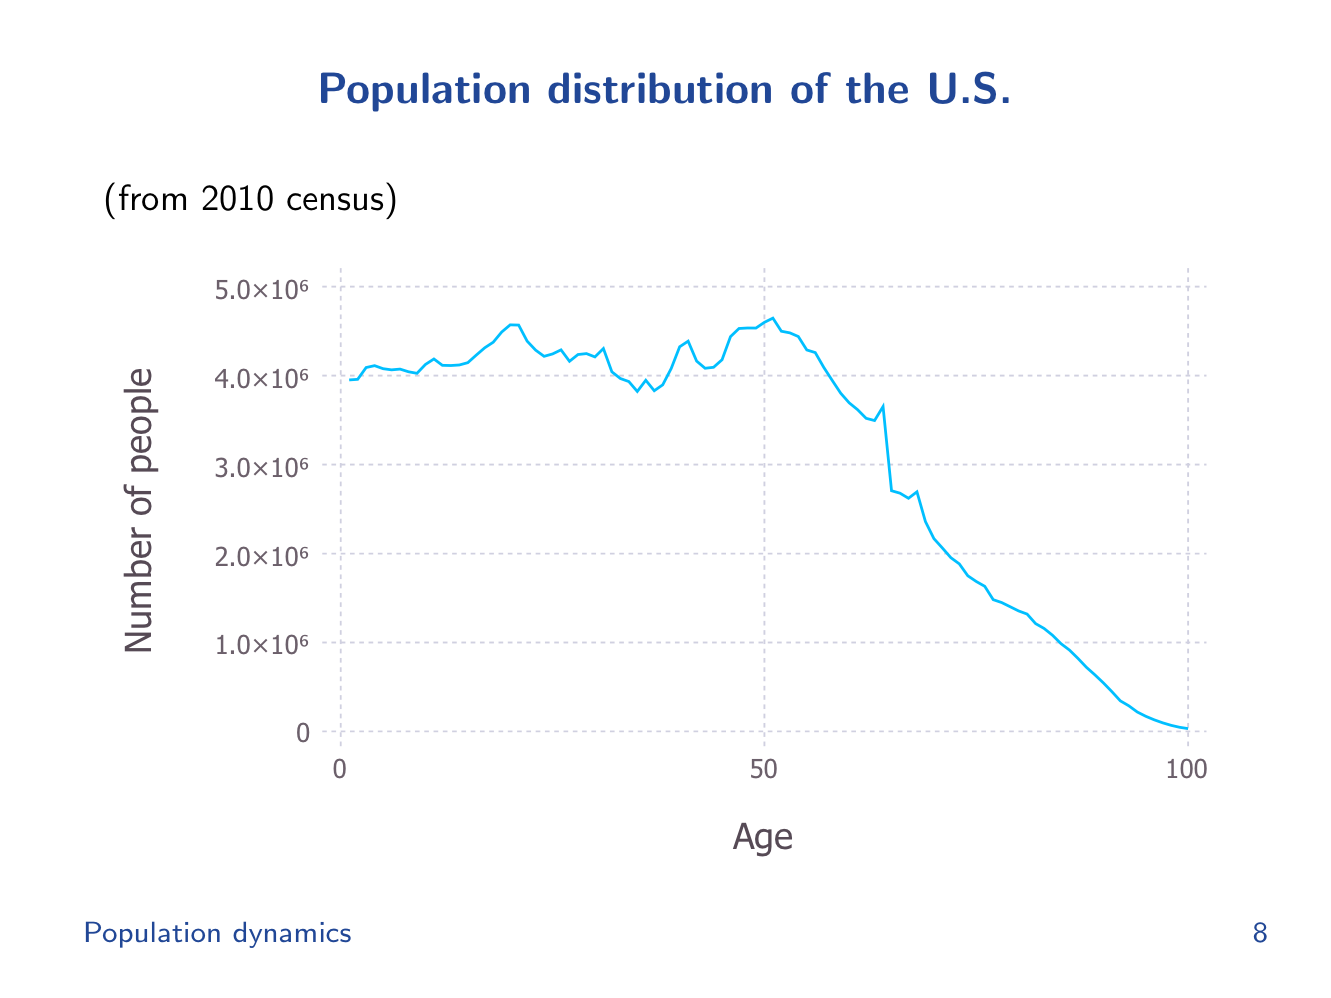 Population distribution of the U.S.
(from 2010 census)
5.0×10⁶
4.0×10⁶
3.0×10⁶
2.0×10⁶
1.0×10⁶
0
Number of people
0 50 100
Age
Population dynamics 8